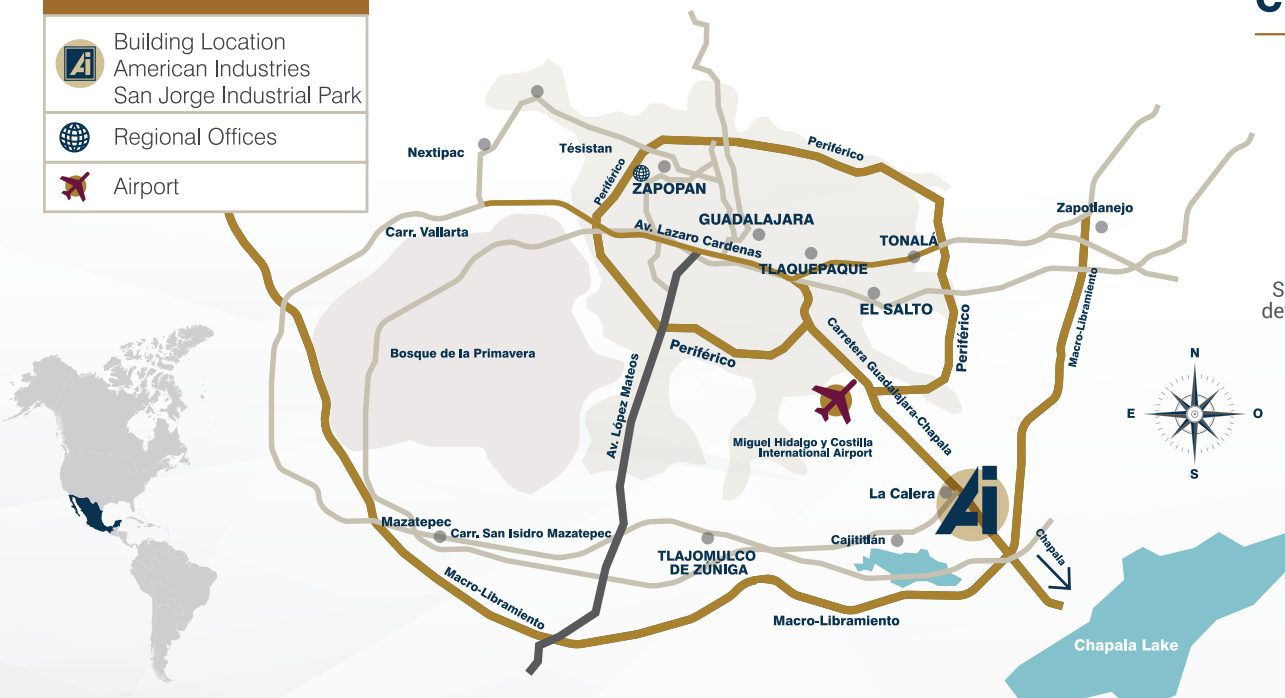 Building Location
American Industries
San Jorge Industrial Park
Regional Offices
Airport
Nextipac
Tésistan
Periférico
Periférico
ZAPOPAN
GUADALAJARA
Zapotlanejo
Carr. Vallarta
Av. Lazaro Cardenas
TONALÁ
TLAQUEPAQUE
EL SALTO
Macro-Libramiento
Bosque de la Primavera
Periférico
Carretera Guadalajara-Chapala
Periférico
Av. López Mateos
N
E
O
S
Miguel Hidalgo y Costilla
International Airport
La Calera
Ai
Mazatepec
Carr. San Isidro Mazatepec
Cajititlán
TLAJOMULCO
DE ZUÑIGA
Chapala
Macro-Libramiento
Macro-Libramiento
Chapala Lake